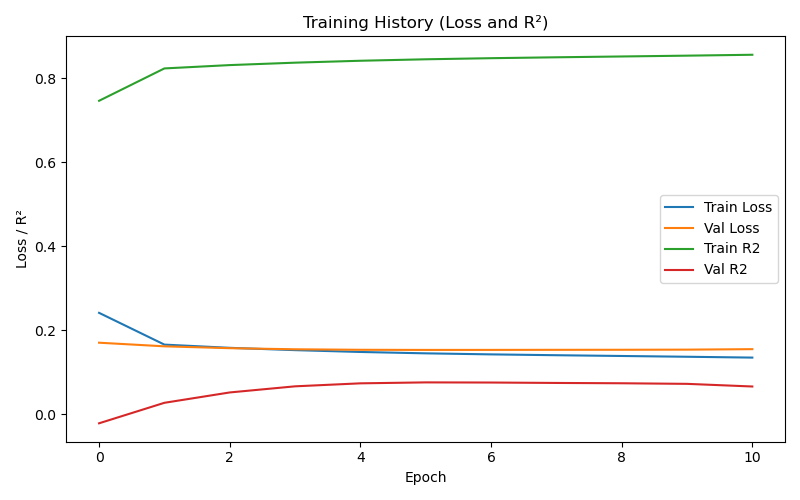 Training History (Loss and R²)
Loss / R²
0.8
0.6
0.4
0.2
0.0
Train Loss
Val Loss
Train R2
Val R2
0 2 4 6 8 10
Epoch